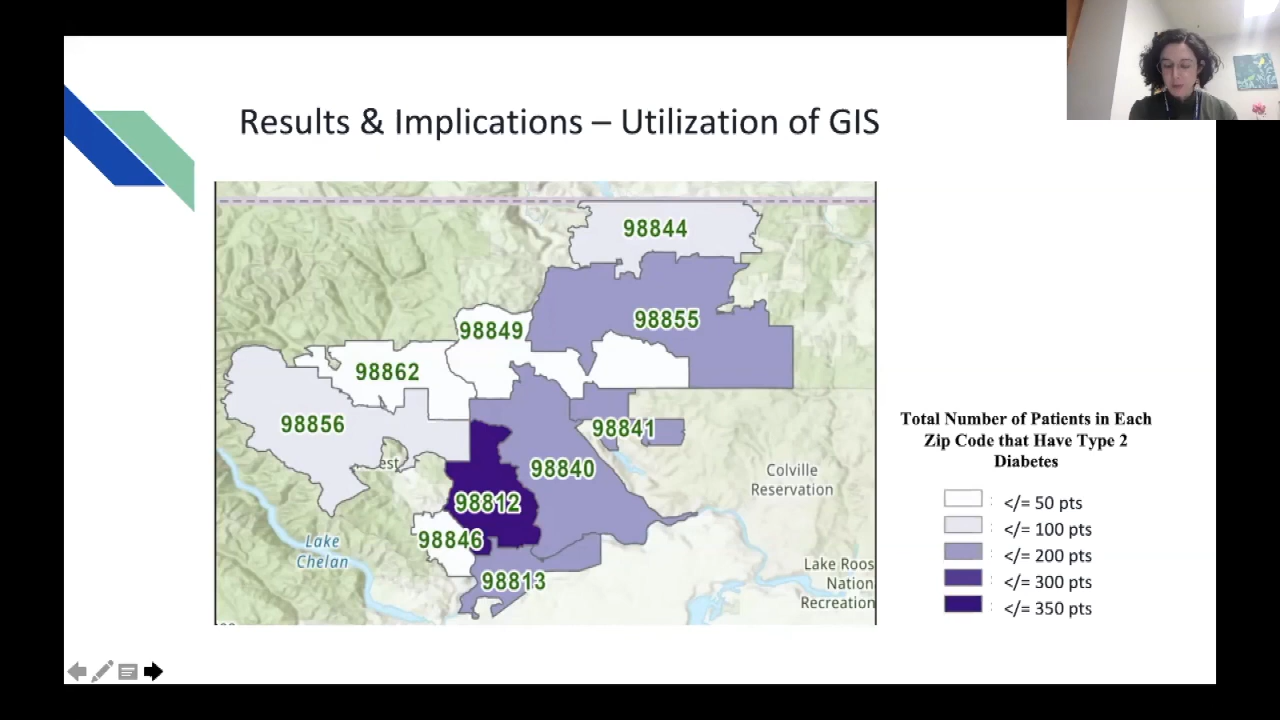 Results & Implications – Utilization of GIS
98844
98855
98849
98862
98856
98841
98840
98812
98846
98813
est
Colville
Reservation
Lake
Chelan
Lake Roos
Nation
Recreation
Total Number of Patients in Each
Zip Code that Have Type 2
Diabetes
: </= 50 pts
: </= 100 pts
: </= 200 pts
: </= 300 pts
: </= 350 pts